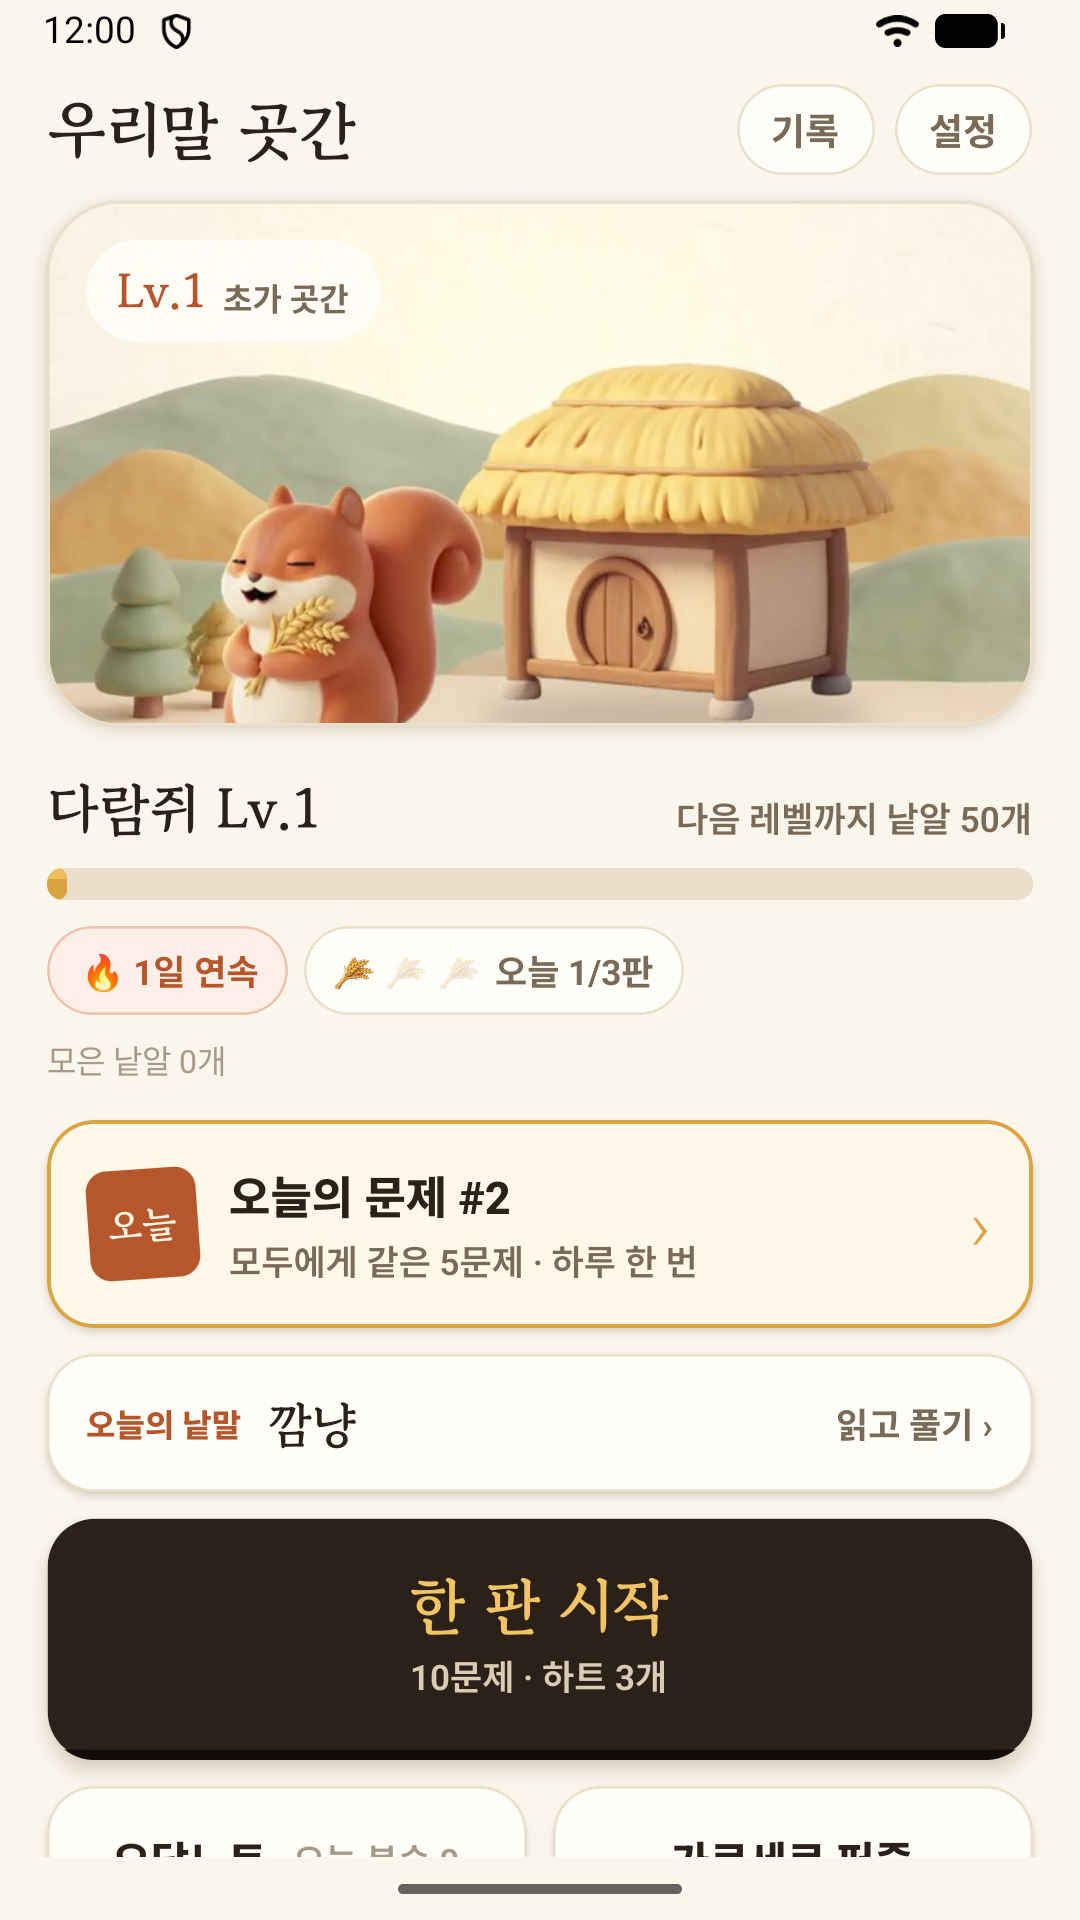 12:00
우리말 곳간
기록
설정
Lv.1 초가 곳간
다람쥐 Lv.1
다음 레벨까지 낱알 50개
🔥 1일 연속
오늘 1/3판
모은 낱알 0개
오늘
오늘의 문제 #2
모두에게 같은 5문제 · 하루 한 번
›
오늘의 낱말 깜냥
읽고 풀기 ›
한 판 시작
10문제 · 하트 3개